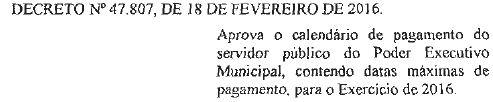 DECRETO Nº 47.807, DE 18 DE FEVEREIRO DE 2016.
Aprova o calendário de pagamento do
servidor público do Poder Executivo
Municipal, contendo datas máximas de
pagamento, para o Exercício de 2016.